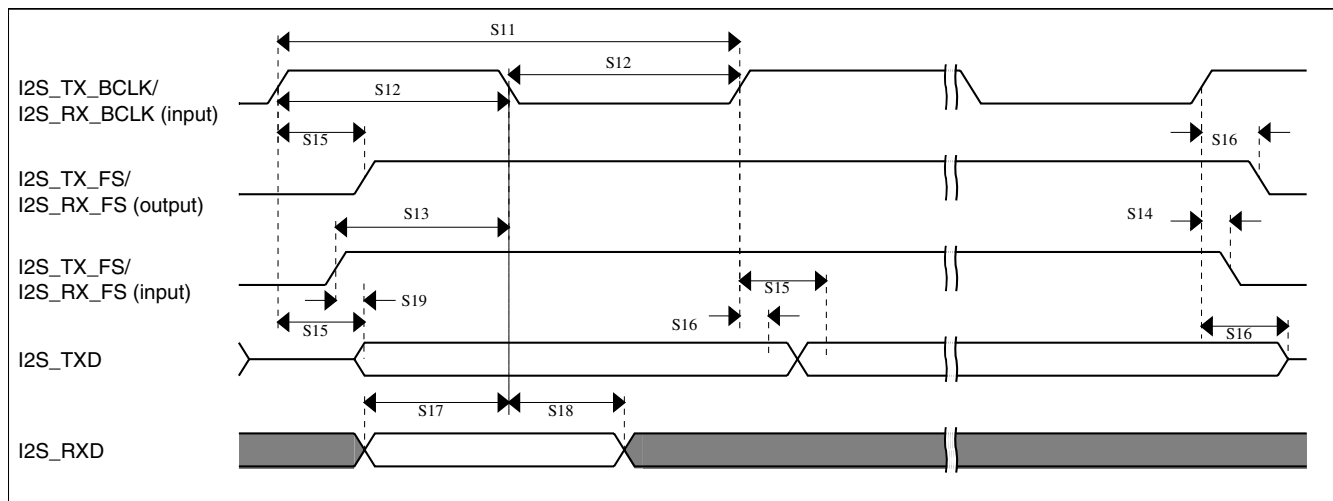 S11
I2S_TX_BCLK/
I2S_RX_BCLK (input)
S12
S12
S15
S16
I2S_TX_FS/
I2S_RX_FS (output)
S13
S14
I2S_TX_FS/
I2S_RX_FS (input)
S19
S15
S15
S16
S16
I2S_TXD
S17
S18
I2S_RXD